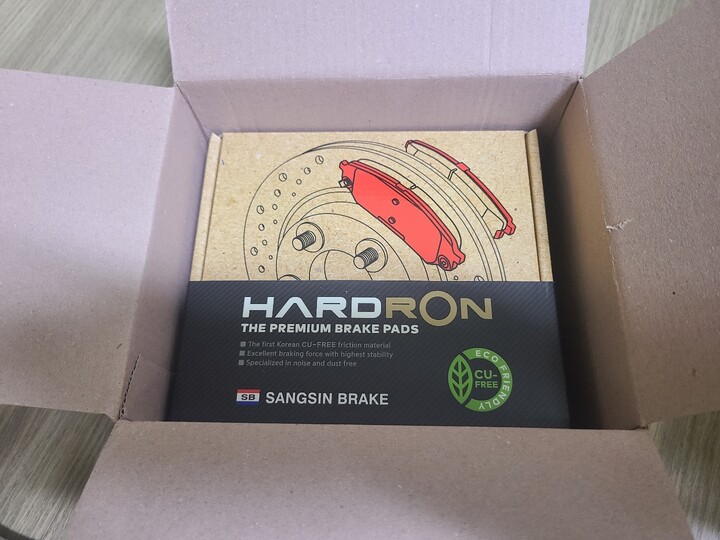 HARDRON
THE PREMIUM BRAKE PADS
The first Korean CU-FREE friction material
Excellent braking force with highest stability
Specialized in noise and dust free
ECO FRIENDLY
CU-
FREE
SB SANGSIN BRAKE